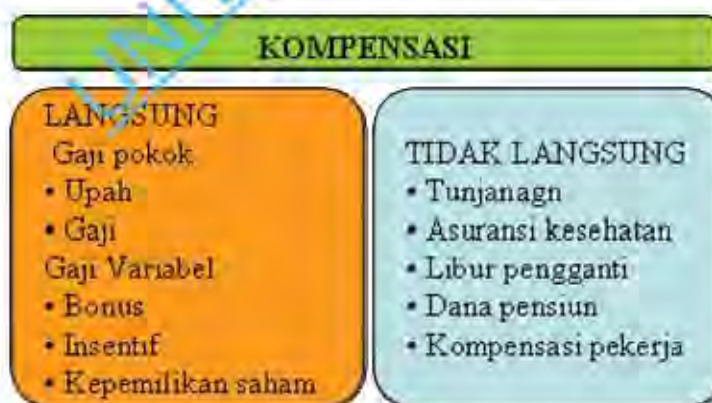 KOMPENSASI
LANGSUNG
Gaji pokok
• Upah
• Gaji
Gaji Variabel
• Bonus
• Insentif
• Kepemilikan saham
TIDAK LANGSUNG
• Tunjanagn
• Asuransi kesehatan
• Libur pengganti
• Dana pensiun
• Kompensasi pekerja